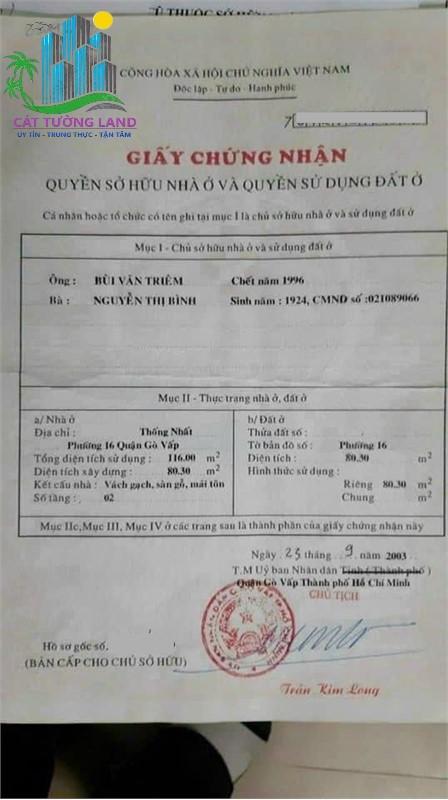 CÁT TƯỜNG LAND
UY TÍN - TRUNG THỰC - TẬN TÂM
CỘNG HÒA XÃ HỘI CHỦ NGHĨA VIỆT NAM
Độc lập - Tự do - Hạnh phúc
GIẤY CHỨNG NHẬN
QUYỀN SỞ HỮU NHÀ Ở VÀ QUYỀN SỬ DỤNG ĐẤT Ở
Cá nhân hoặc tổ chức có tên ghi tại mục I là chủ sở hữu nhà ở và sử dụng đất ở
Mục I - Chủ sở hữu nhà ở và sử dụng đất ở
Ông : BÙI VĂN TRIÊM Chết năm 1996
Bà : NGUYỄN THỊ BÌNH Sinh năm : 1924, CMND số :021089066
Mục II - Thực trạng nhà ở, đất ở
a/ Nhà ở
Địa chỉ : Thống Nhất
Phường 16 Quận Gò Vấp
Tổng diện tích sử dụng : 116.00 m2
Diện tích xây dựng : 80.30 m2
Kết cấu nhà : Vách gạch, sàn gỗ, mái tôn
Số tầng : 02
b/ Đất ở
Thửa đất số :
Tờ bản đồ số : Phường 16
Diện tích : 80.30 m2
Hình thức sử dụng :
Riêng 80.30 m2
Chung m2
Mục IIc,Mục III, Mục IV ở các trang sau là thành phần của giấy chứng nhận này
Ngày 23 tháng 9 năm 2003
T.M Uỷ ban Nhân dân Tỉnh ( Thành phố )
Quận Gò Vấp Thành phố Hồ Chí Minh
CHỦ TỊCH
Hồ sơ gốc số.
(BẢN CẤP CHO CHỦ SỞ HỮU)
Trần Kim Long